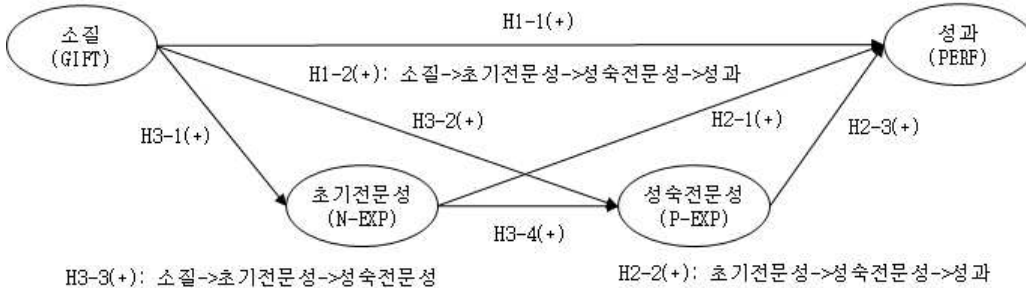 소질
(GIFT)
H1-1(+)
성과
(PERF)
H1-2(+): 소질->초기전문성->성숙전문성->성과
H3-1(+)
H3-2(+)
H2-1(+)
H2-3(+)
초기전문성
(N-EXP)
성숙전문성
(P-EXP)
H3-4(+)
H3-3(+): 소질->초기전문성->성숙전문성
H2-2(+): 초기전문성->성숙전문성->성과